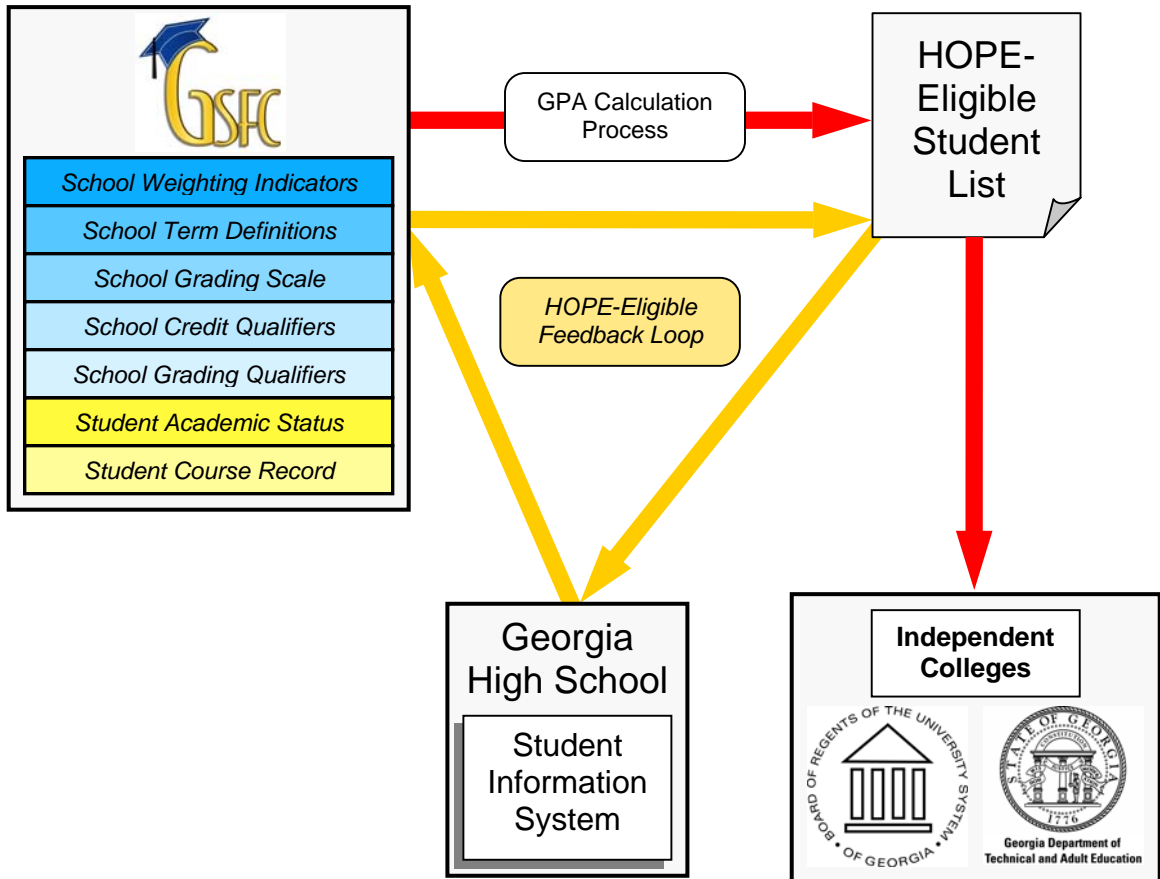 GSFC
School Weighting Indicators
School Term Definitions
School Grading Scale
School Credit Qualifiers
School Grading Qualifiers
Student Academic Status
Student Course Record
GPA Calculation
Process
HOPE-
Eligible
Student
List
HOPE-Eligible
Feedback Loop
Georgia
High School
Student
Information
System
Independent
Colleges
BOARD OF REGENTS OF THE UNIVERSITY SYSTEM
• OF GEORGIA •
STATE OF GEORGIA
CONSTITUTION
1776
Georgia Department of
Technical and Adult Education